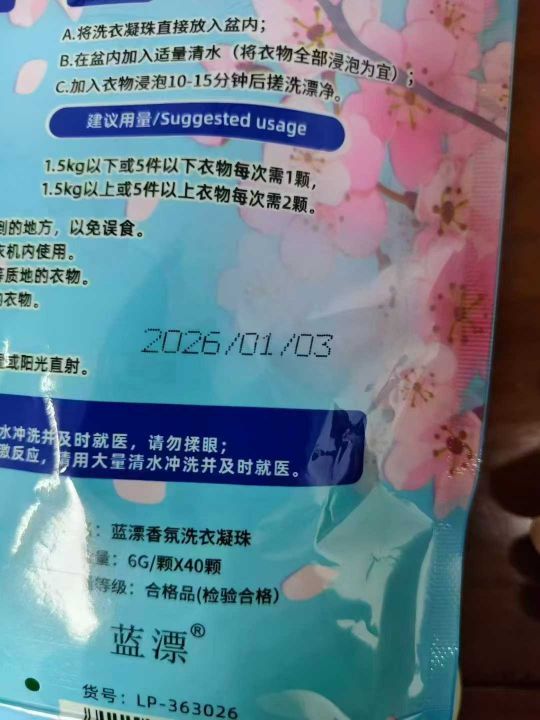 A.将洗衣凝珠直接放入盆内；
B.在盆内加入适量清水（将衣物全部浸泡为宜）；
C.加入衣物浸泡10-15分钟后搓洗漂净。
建议用量/Suggested usage
1.5kg以下或5件以下衣物每次需1颗，
1.5kg以上或5件以上衣物每次需2颗。
到的地方，以免误食。
衣机内使用。
等质地的衣物。
的衣物。
2026/01/03
或阳光直射。
水冲洗并及时就医，请勿揉眼；
激反应，请用大量清水冲洗并及时就医。
：蓝漂香氛洗衣凝珠
量：6G/颗X40颗
等级：合格品(检验合格）
蓝漂®
货号：LP-363026